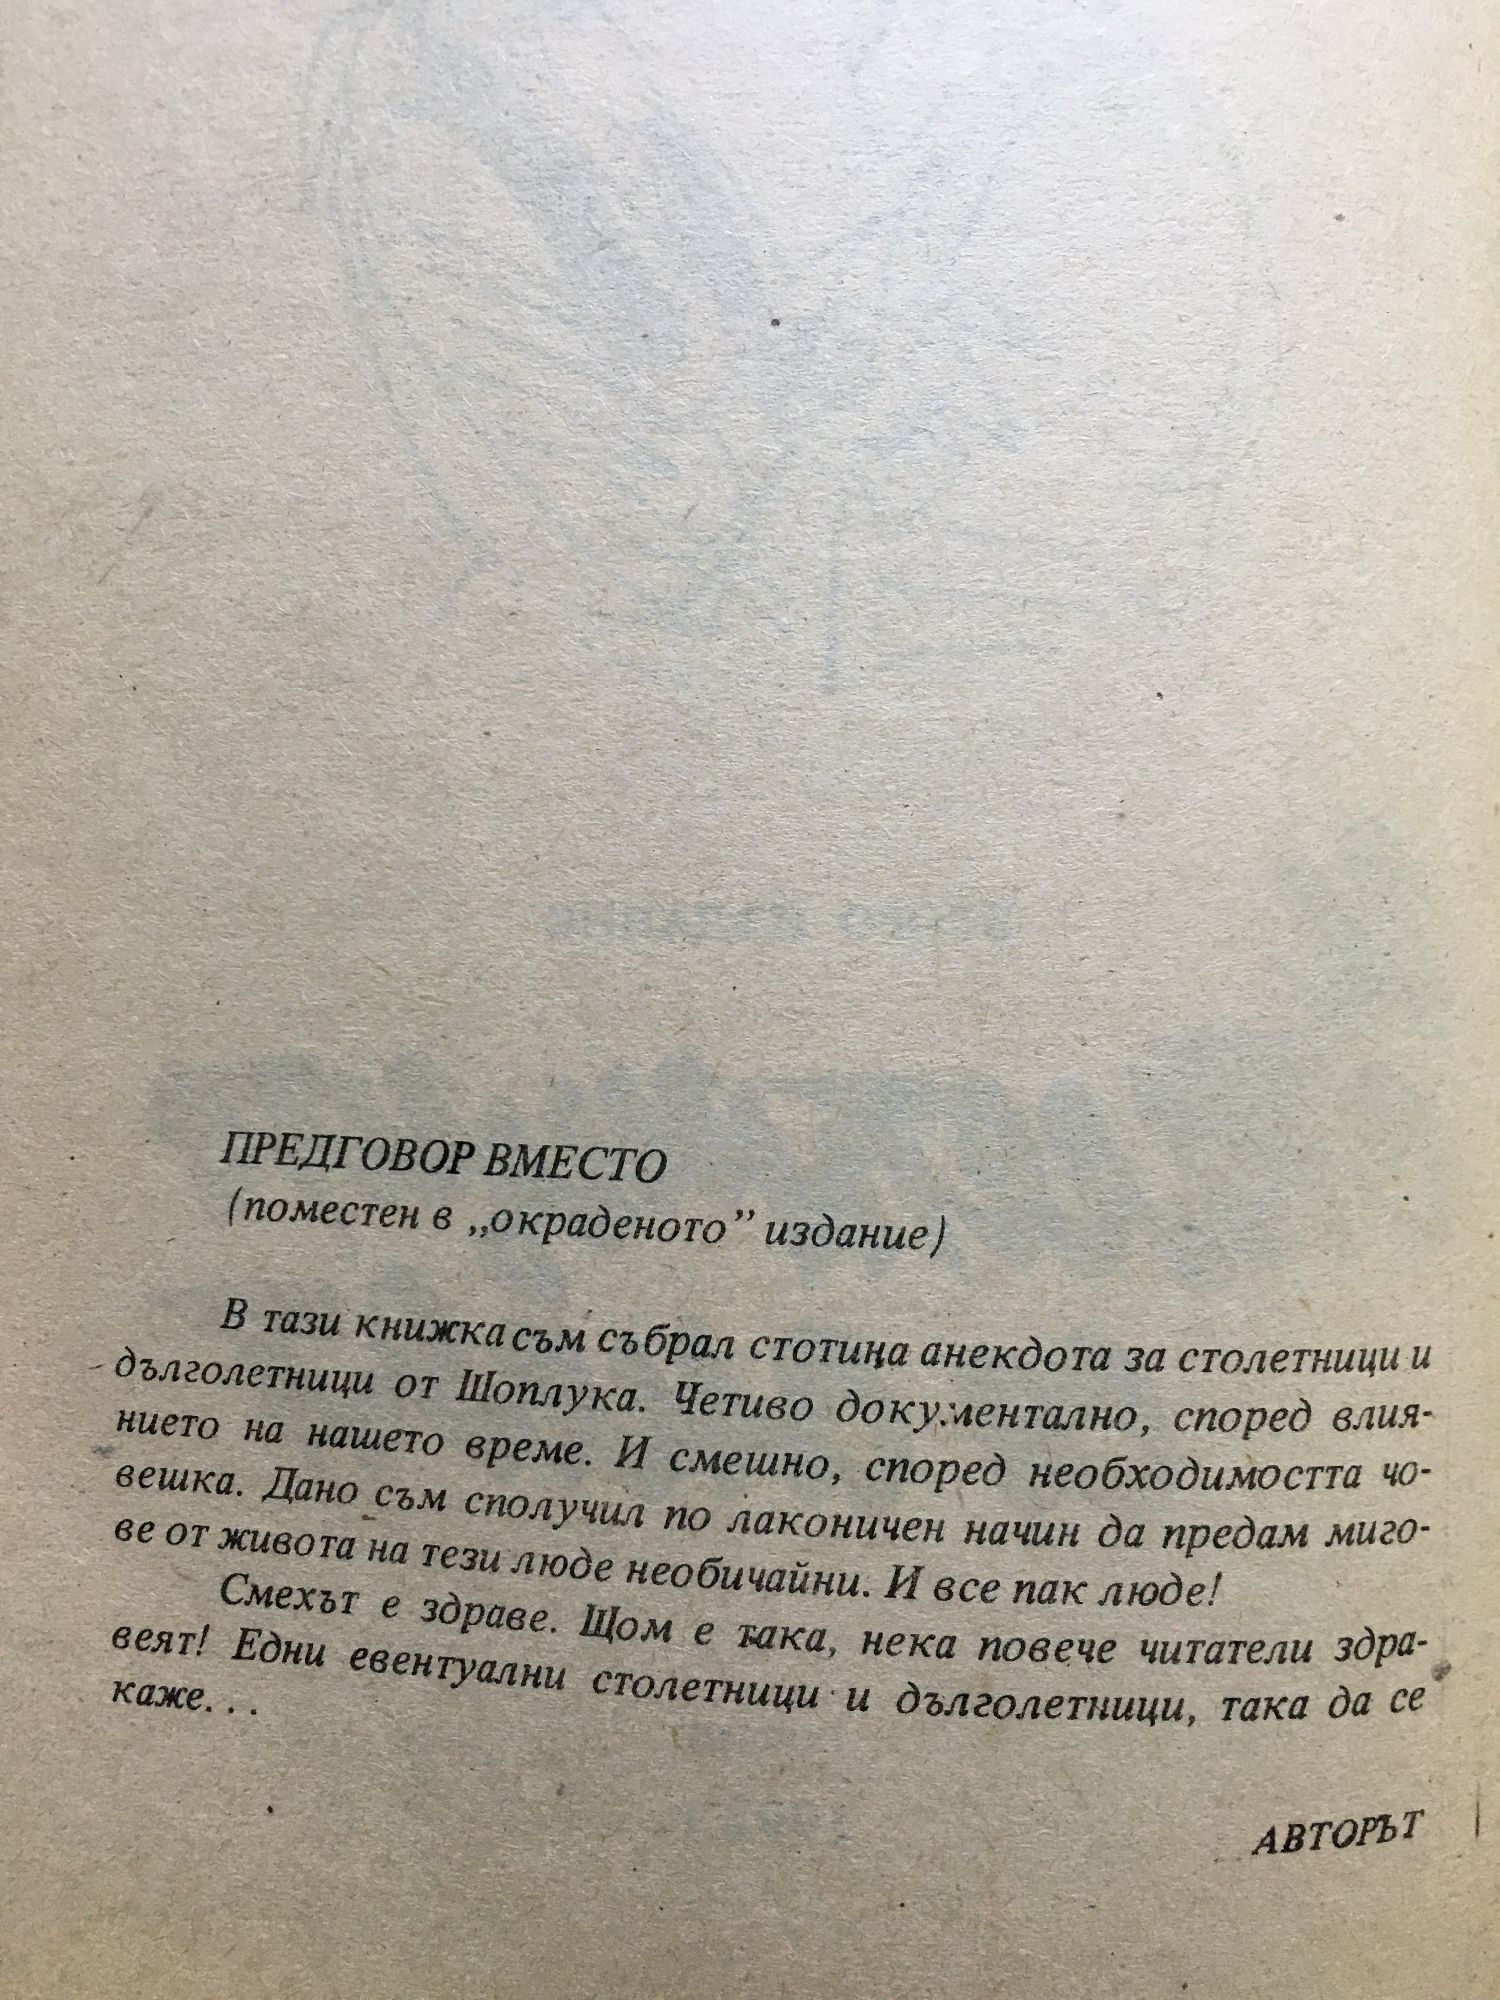 ПРЕДГОВОР ВМЕСТО
(поместен в „окраденото” издание)
В тази книжка съм събрал стотина анекдота за столетници и
дълголетници от Шоплука. Четиво документално, според влия-
нието на нашето време. И смешно, според необходимостта чо-
вешка. Дано съм сполучил по лаконичен начин да предам миго-
ве от живота на тези люде необичайни. И все пак люде!
Смехът е здраве. Щом е така, нека повече читатели здра-
веят! Едни евентуални столетници и дълголетници, така да се
каже. . .
АВТОРЪТ